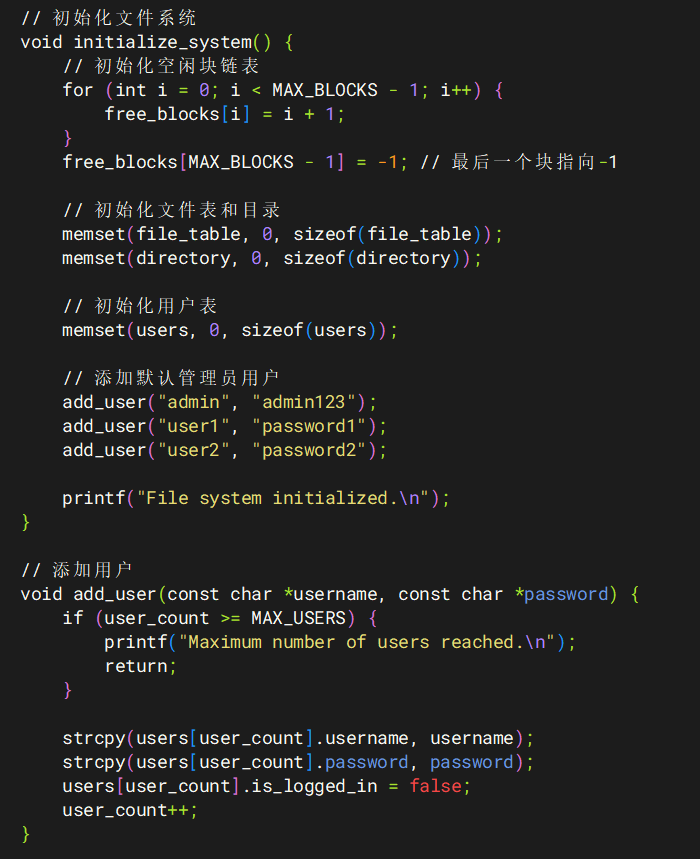 // 初始化文件系统
void initialize_system() {
    // 初始化空闲块链表
    for (int i = 0; i < MAX_BLOCKS - 1; i++) {
        free_blocks[i] = i + 1;
    }
    free_blocks[MAX_BLOCKS - 1] = -1; // 最后一个块指向-1

    // 初始化文件表和目录
    memset(file_table, 0, sizeof(file_table));
    memset(directory, 0, sizeof(directory));

    // 初始化用户表
    memset(users, 0, sizeof(users));

    // 添加默认管理员用户
    add_user("admin", "admin123");
    add_user("user1", "password1");
    add_user("user2", "password2");

    printf("File system initialized.\n");
}

// 添加用户
void add_user(const char *username, const char *password) {
    if (user_count >= MAX_USERS) {
        printf("Maximum number of users reached.\n");
        return;
    }

    strcpy(users[user_count].username, username);
    strcpy(users[user_count].password, password);
    users[user_count].is_logged_in = false;
    user_count++;
}